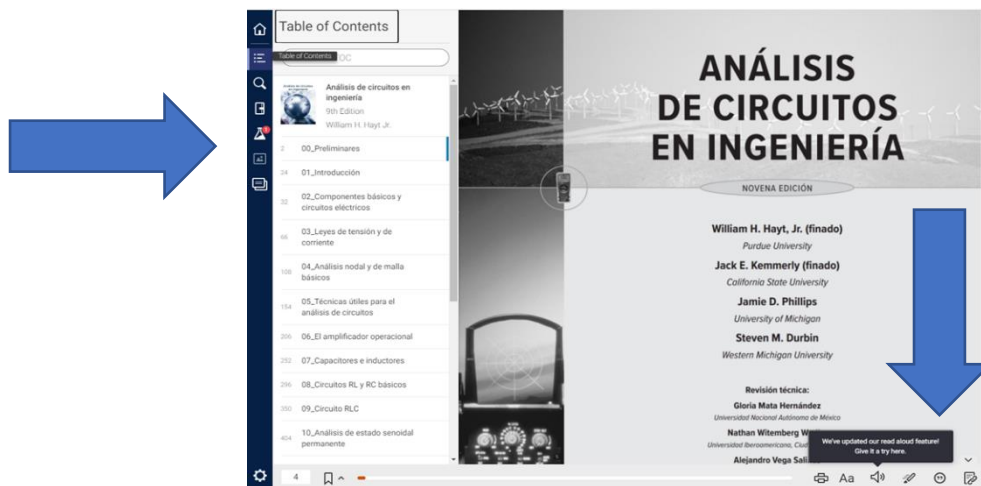 Table of Contents
Table of Contents
TOC
Análisis de circuitos en
ingeniería
9th Edition
William H. Hayt Jr.
2 00_Preliminares
24 01_Introducción
32 02_Componentes básicos y
circuitos eléctricos
66 03_Leyes de tensión y de
corriente
108 04_Análisis nodal y de malla
básicos
154 05_Técnicas útiles para el
análisis de circuitos
206 06_El amplificador operacional
252 07_Capacitores e inductores
296 08_Circuitos RL y RC básicos
350 09_Circuito RLC
404 10_Análisis de estado senoidal
permanente
4
ANÁLISIS
DE CIRCUITOS
EN INGENIERÍA
NOVENA EDICIÓN
William H. Hayt, Jr. (finado)
Purdue University
Jack E. Kemmerly (finado)
California State University
Jamie D. Phillips
University of Michigan
Steven M. Durbin
Western Michigan University
Revisión técnica:
Gloria Mata Hernández
Universidad Nacional Autónoma de México
Nathan Witemberg
Universidad Iberoamericana,
Alejandro Vega
We've updated our read aloud feature!
Give it a try here.
Aa